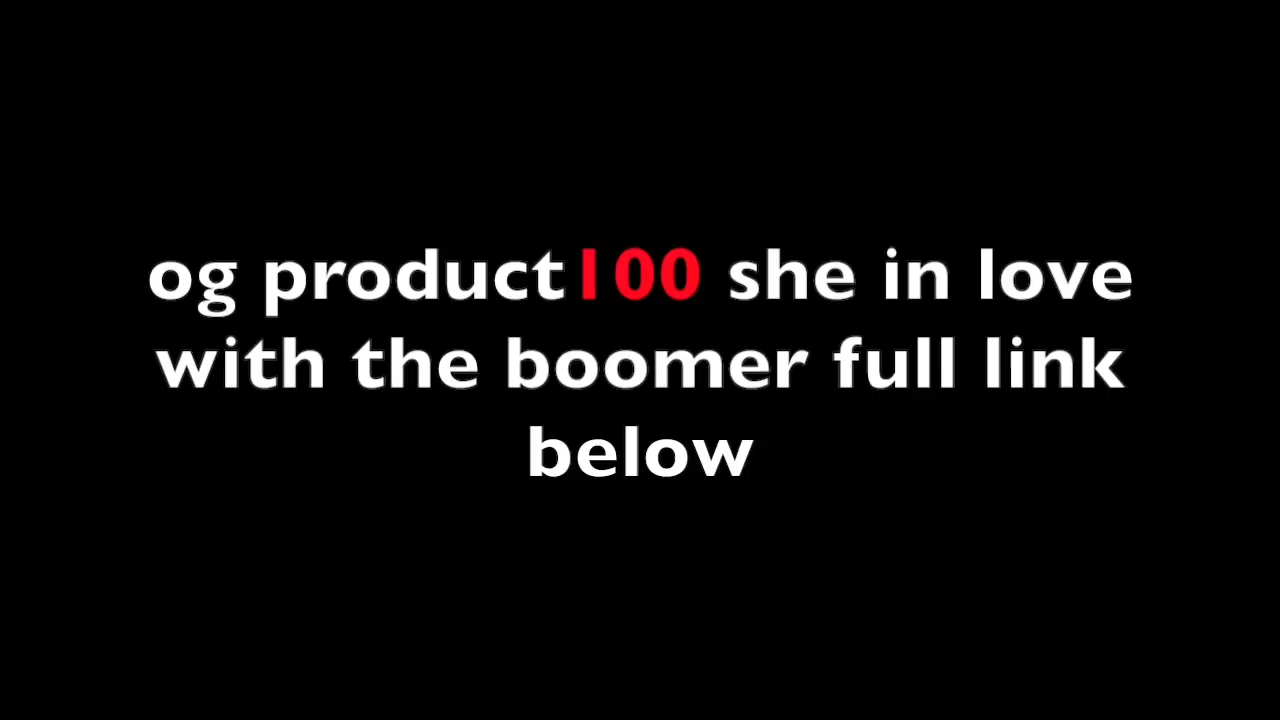 og product100 she in love
with the boomer full link
below